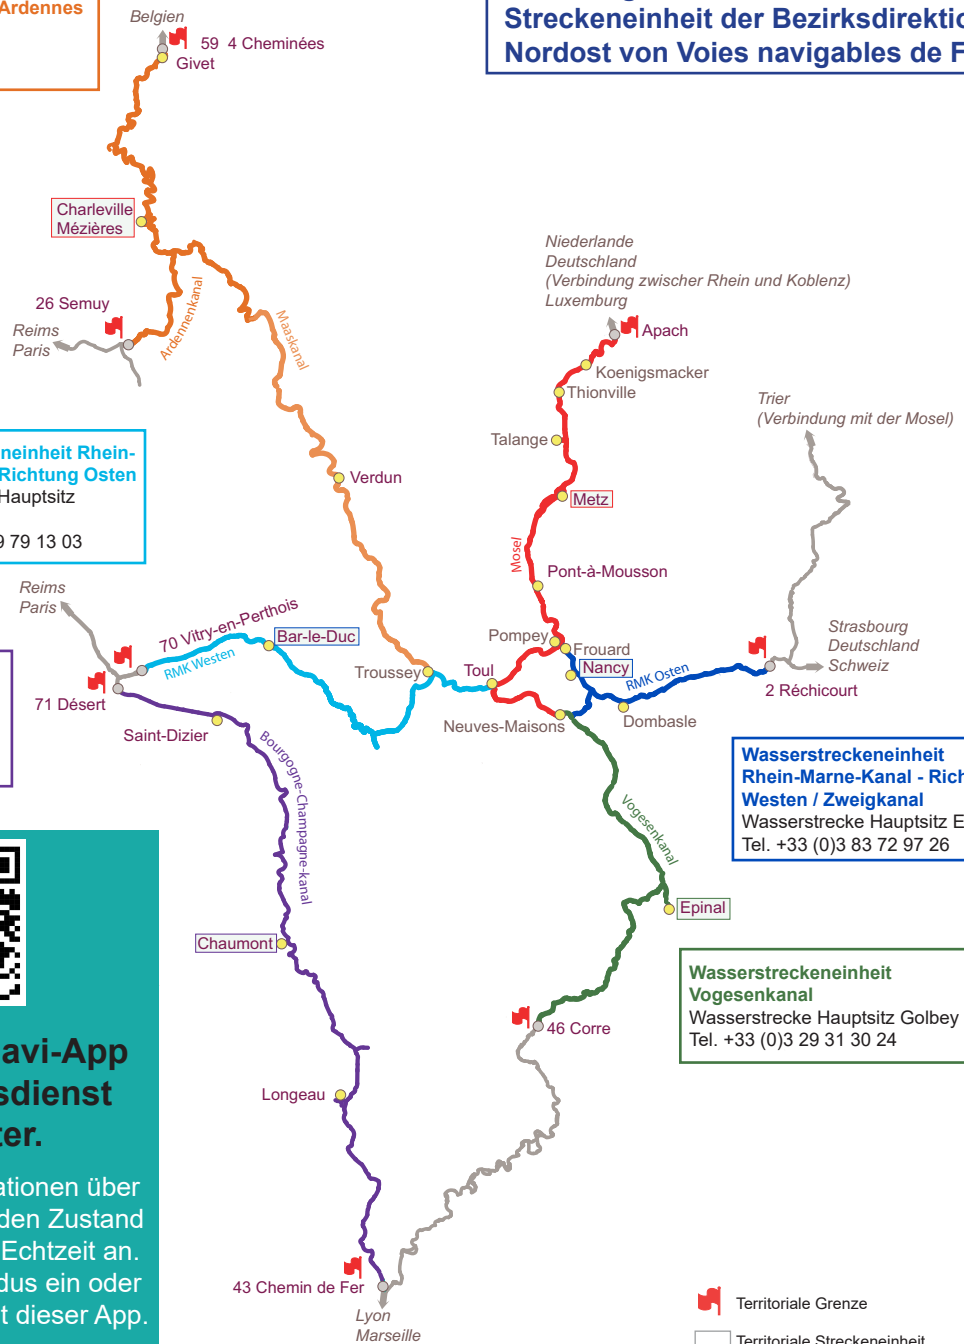 Ardennes
Streckeneinheit der Bezirksdirektio
Nordost von Voies navigables de F
Belgien
59 4 Cheminées
Givet
Charleville
Mézières
26 Semuy
Reims
Paris
Ardennenkanal
Maaskanal
Niederlande
Deutschland
(Verbindung zwischer Rhein und Koblenz)
Luxemburg
Apach
Koenigsmacker
Thionville
Talange
Metz
Mosel
Pont-à-Mousson
Trier
(Verbindung mit der Mosel)
Verdun
neinheit Rhein-
Richtung Osten
Hauptsitz
9 79 13 03
Reims
Paris
70 Vitry-en-Perthois
RMK Westen
Bar-le-Duc
71 Désert
Saint-Dizier
Troussey
Toul
Pompey
Frouard
Nancy
Neuves-Maisons
Dombasle
RMK Osten
2 Réchicourt
Strasbourg
Deutschland
Schweiz
Bourgogne-Champagne-kanal
Vogesenkanal
Wasserstreckeneinheit
Rhein-Marne-Kanal - Rich
Westen / Zweigkanal
Wasserstrecke Hauptsitz E
Tel. +33 (0)3 83 72 97 26
Epinal
Chaumont
Wasserstreckeneinheit
Vogesenkanal
Wasserstrecke Hauptsitz Golbey
Tel. +33 (0)3 29 31 30 24
46 Corre
Longeau
avi-App
sdienst
ter.
ationen über
den Zustand
Echtzeit an.
dus ein oder
t dieser App.
43 Chemin de Fer
Lyon
Marseille
Territoriale Grenze
Territoriale Streckeneinheit